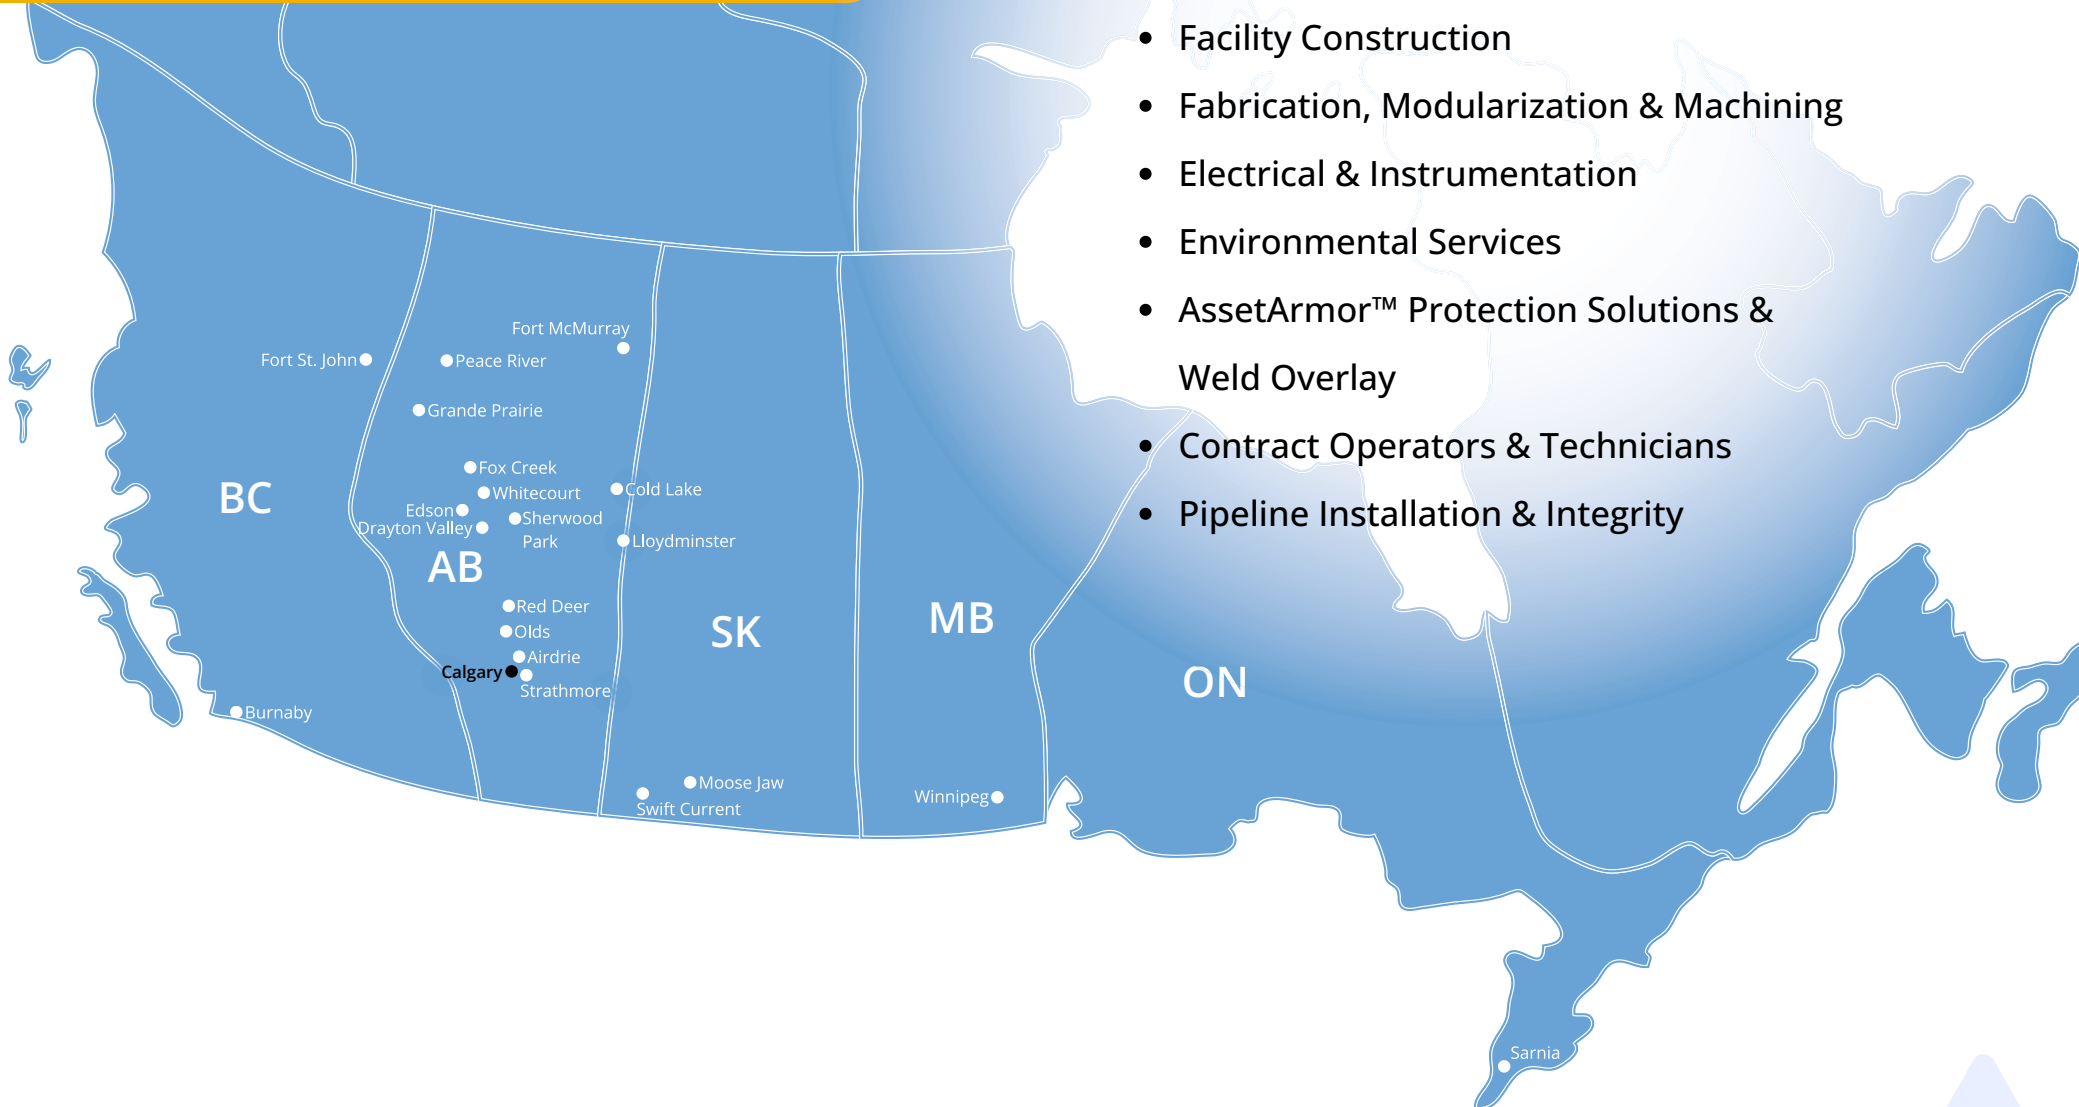 Facility Construction
Fabrication, Modularization & Machining
Electrical & Instrumentation
Environmental Services
AssetArmor™ Protection Solutions &
Weld Overlay
Contract Operators & Technicians
Pipeline Installation & Integrity
Fort McMurray
Fort St. John
Peace River
Grande Prairie
Fox Creek
Whitecourt
Cold Lake
BC
Edson
Sherwood
Park
Drayton Valley
Lloydminster
AB
Red Deer
Olds
Airdrie
Calgary
Strathmore
SK
MB
ON
Burnaby
Moose Jaw
Swift Current
Winnipeg
Sarnia